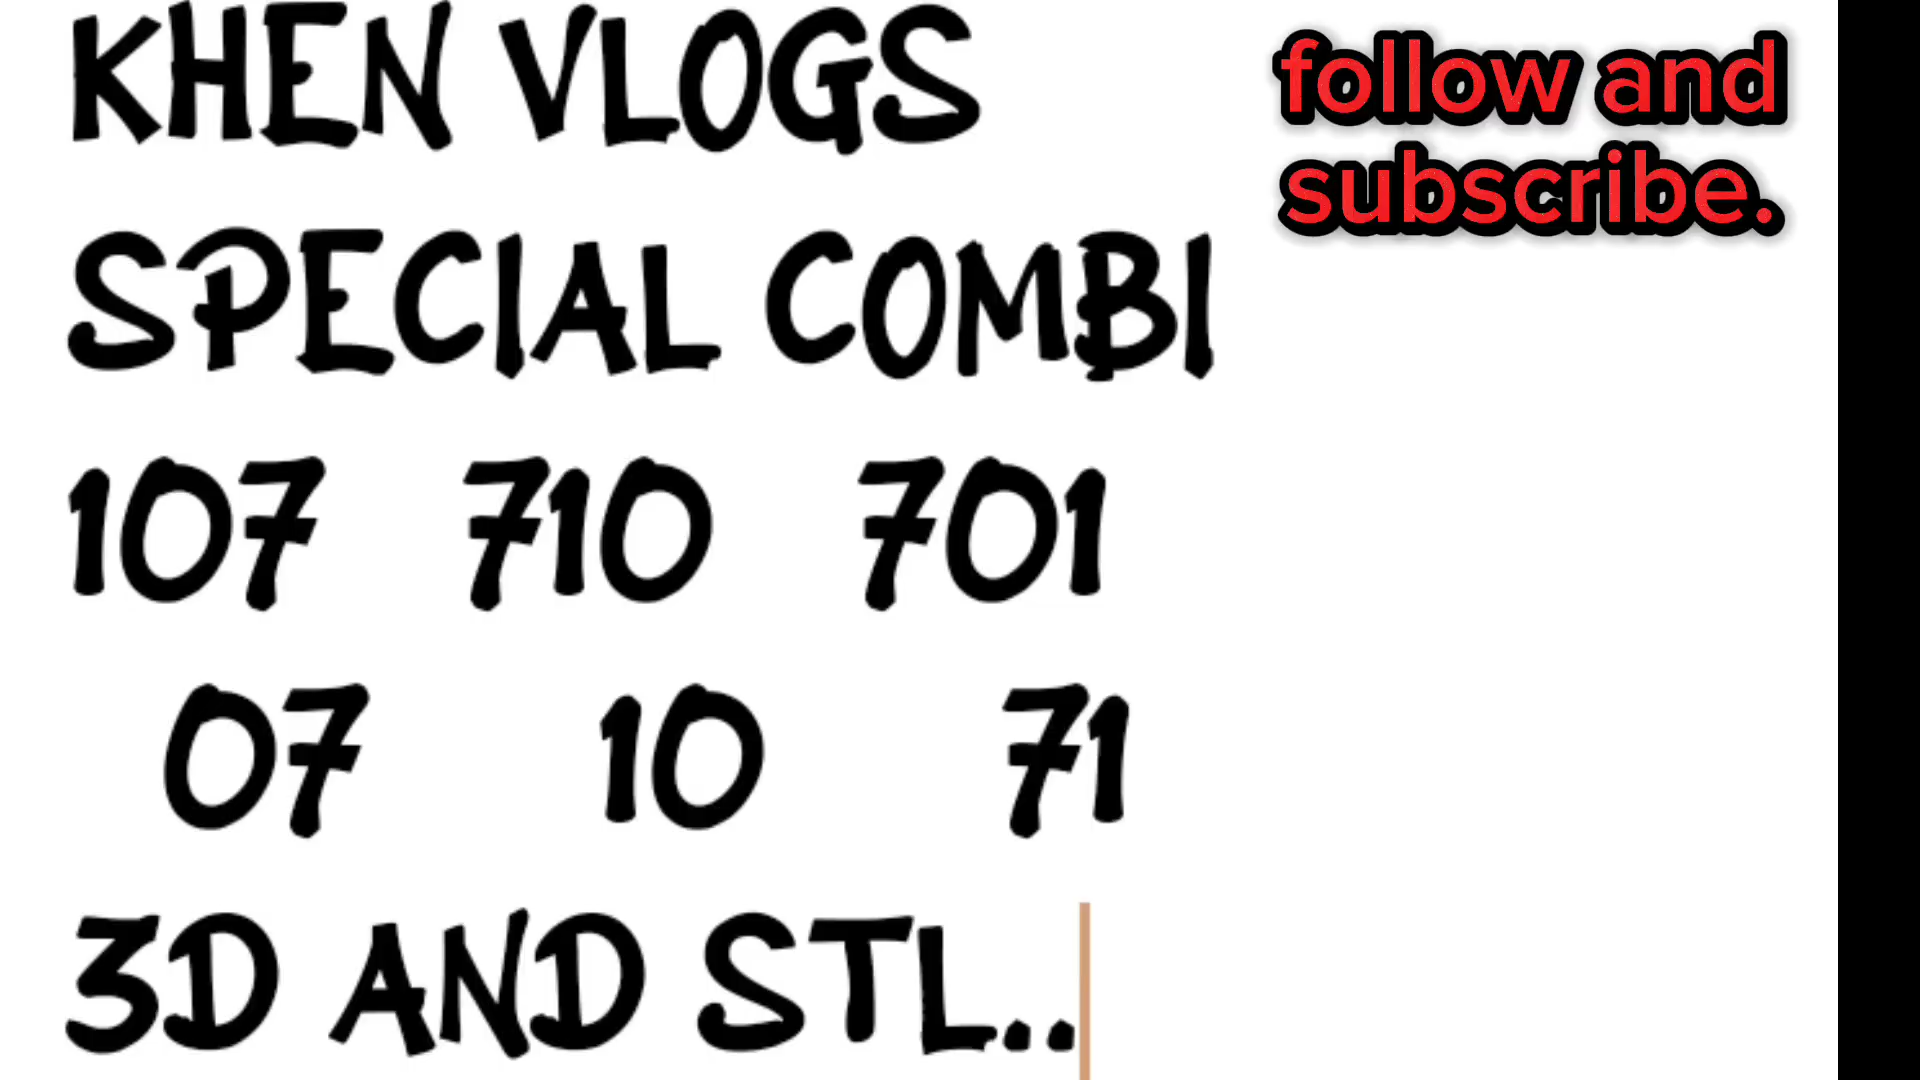 KHEN VLOGS
follow and
subscribe.
SPECIAL COMBI
107 710 701
07 10 71
3D AND STL..